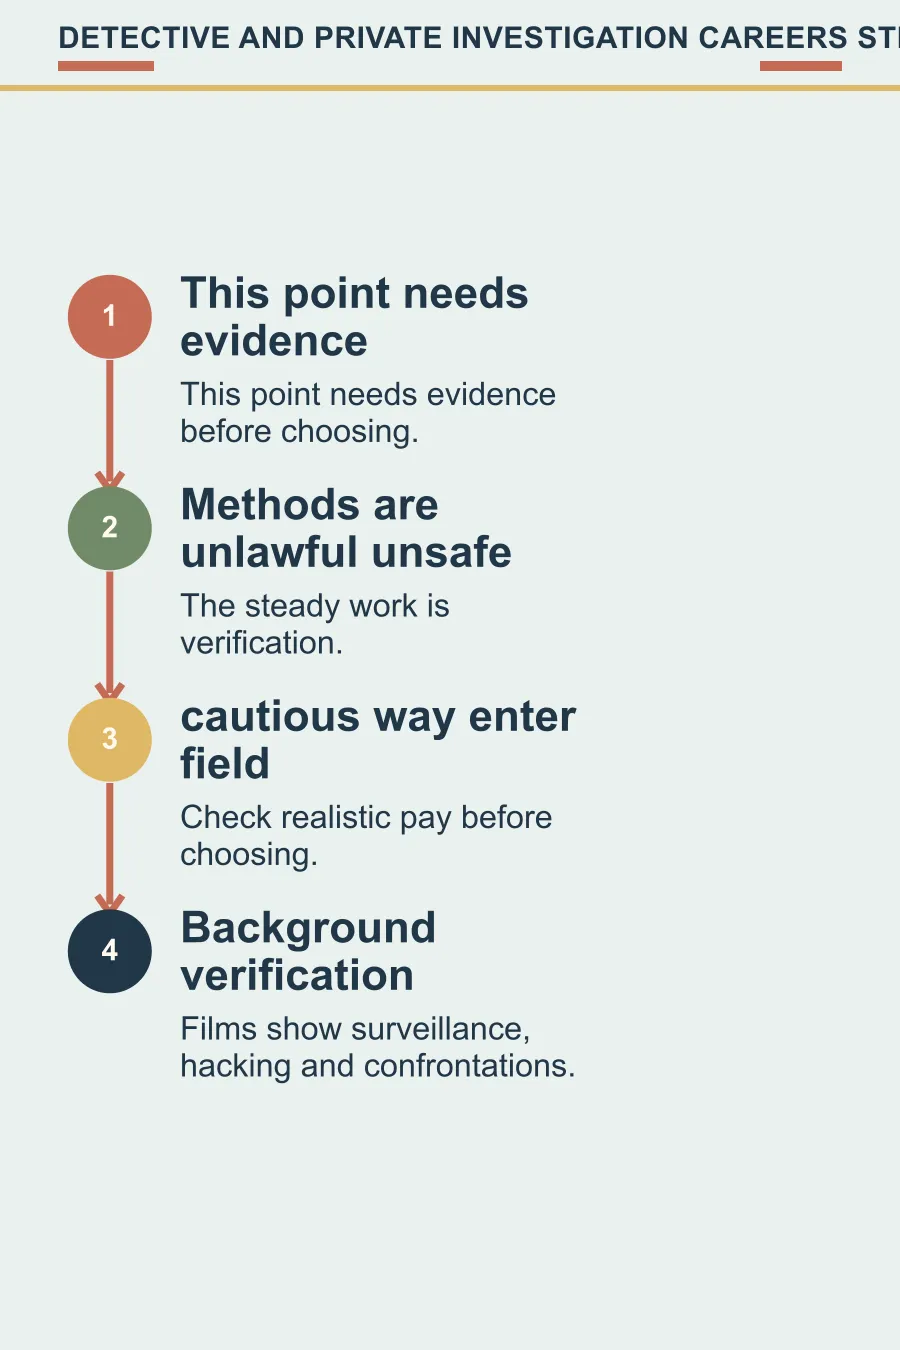 DETECTIVE AND PRIVATE INVESTIGATION CAREERS
1
This point needs
evidence
This point needs evidence
before choosing.
2
Methods are
unlawful unsafe
The steady work is
verification.
3
cautious way enter
field
Check realistic pay before
choosing.
4
Background
verification
Films show surveillance,
hacking and confrontations.